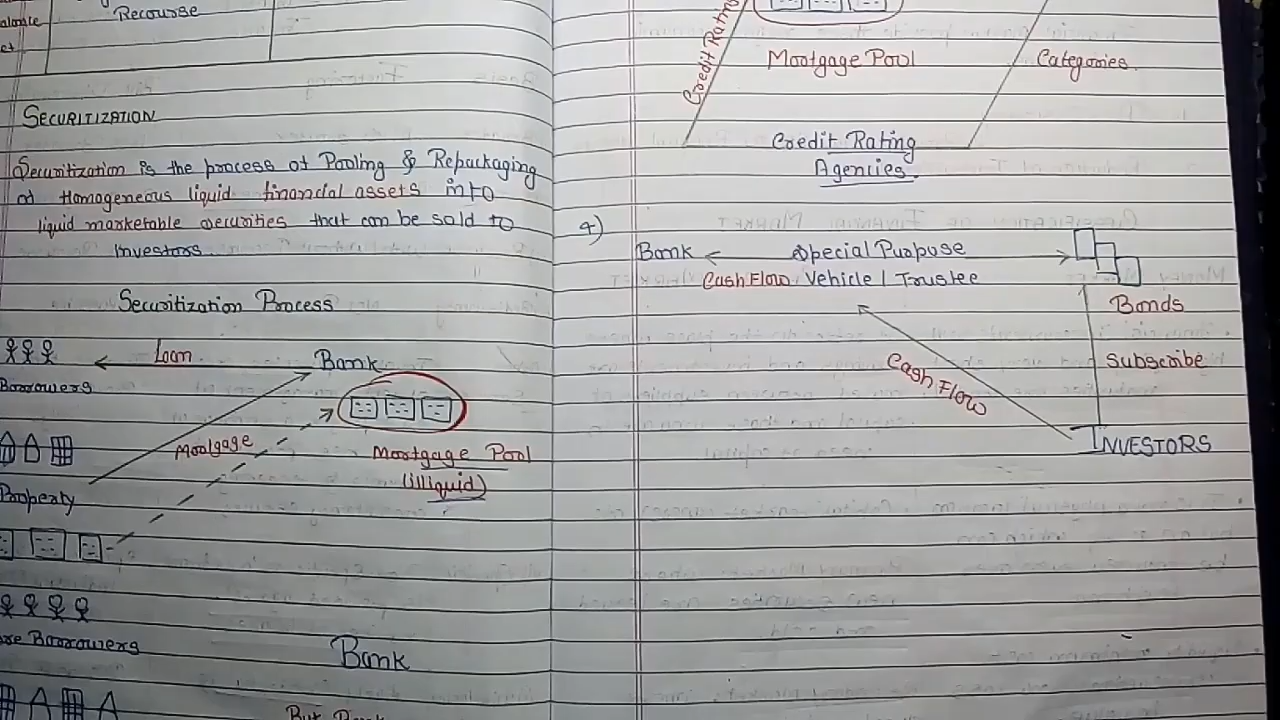 Recourse
SECURITIZATION
Securitization is the process of Pooling & Repackaging
of Homogeneous liquid financial assets into
liquid marketable securities that can be sold to
Investors.
Securitization Process
Loan
Bank
Borrowers
Mortgage
Mortgage Pool
(illiquid)
Property
Borrowers
Bank
Credit Rating
Mortgage Pool
Categories
Credit Rating
Agencies.
4)
Bank
Special Purpose
Cash Flow Vehicle / Trustee
Bonds
Subscribe
Cash Flow
INVESTORS